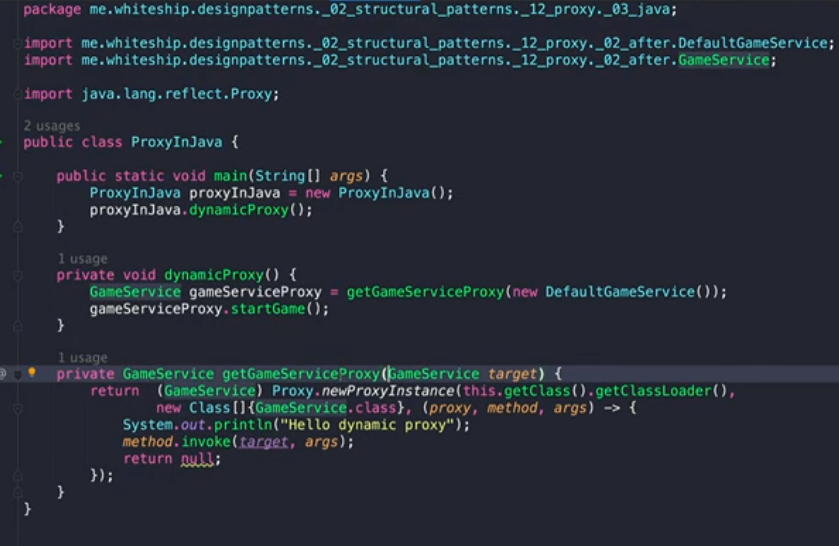 package me.whiteship.designpatterns._02_structural_patterns._12_proxy._03_java;
import me.whiteship.designpatterns._02_structural_patterns._12_proxy._02_after.DefaultGameService;
import me.whiteship.designpatterns._02_structural_patterns._12_proxy._02_after.GameService;
import java.lang.reflect.Proxy;
2 usages
public class ProxyInJava {
public static void main(String[] args) {
ProxyInJava proxyInJava = new ProxyInJava();
proxyInJava.dynamicProxy();
}
1 usage
private void dynamicProxy() {
GameService gameServiceProxy = getGameServiceProxy(new DefaultGameService());
gameServiceProxy.startGame();
}
1 usage
private GameService getGameServiceProxy(GameService target) {
return (GameService) Proxy.newProxyInstance(this.getClass().getClassLoader(),
new Class[]{GameService.class}, (proxy, method, args) -> {
System.out.println("Hello dynamic proxy");
method.invoke(target, args);
return null;
});
}
}